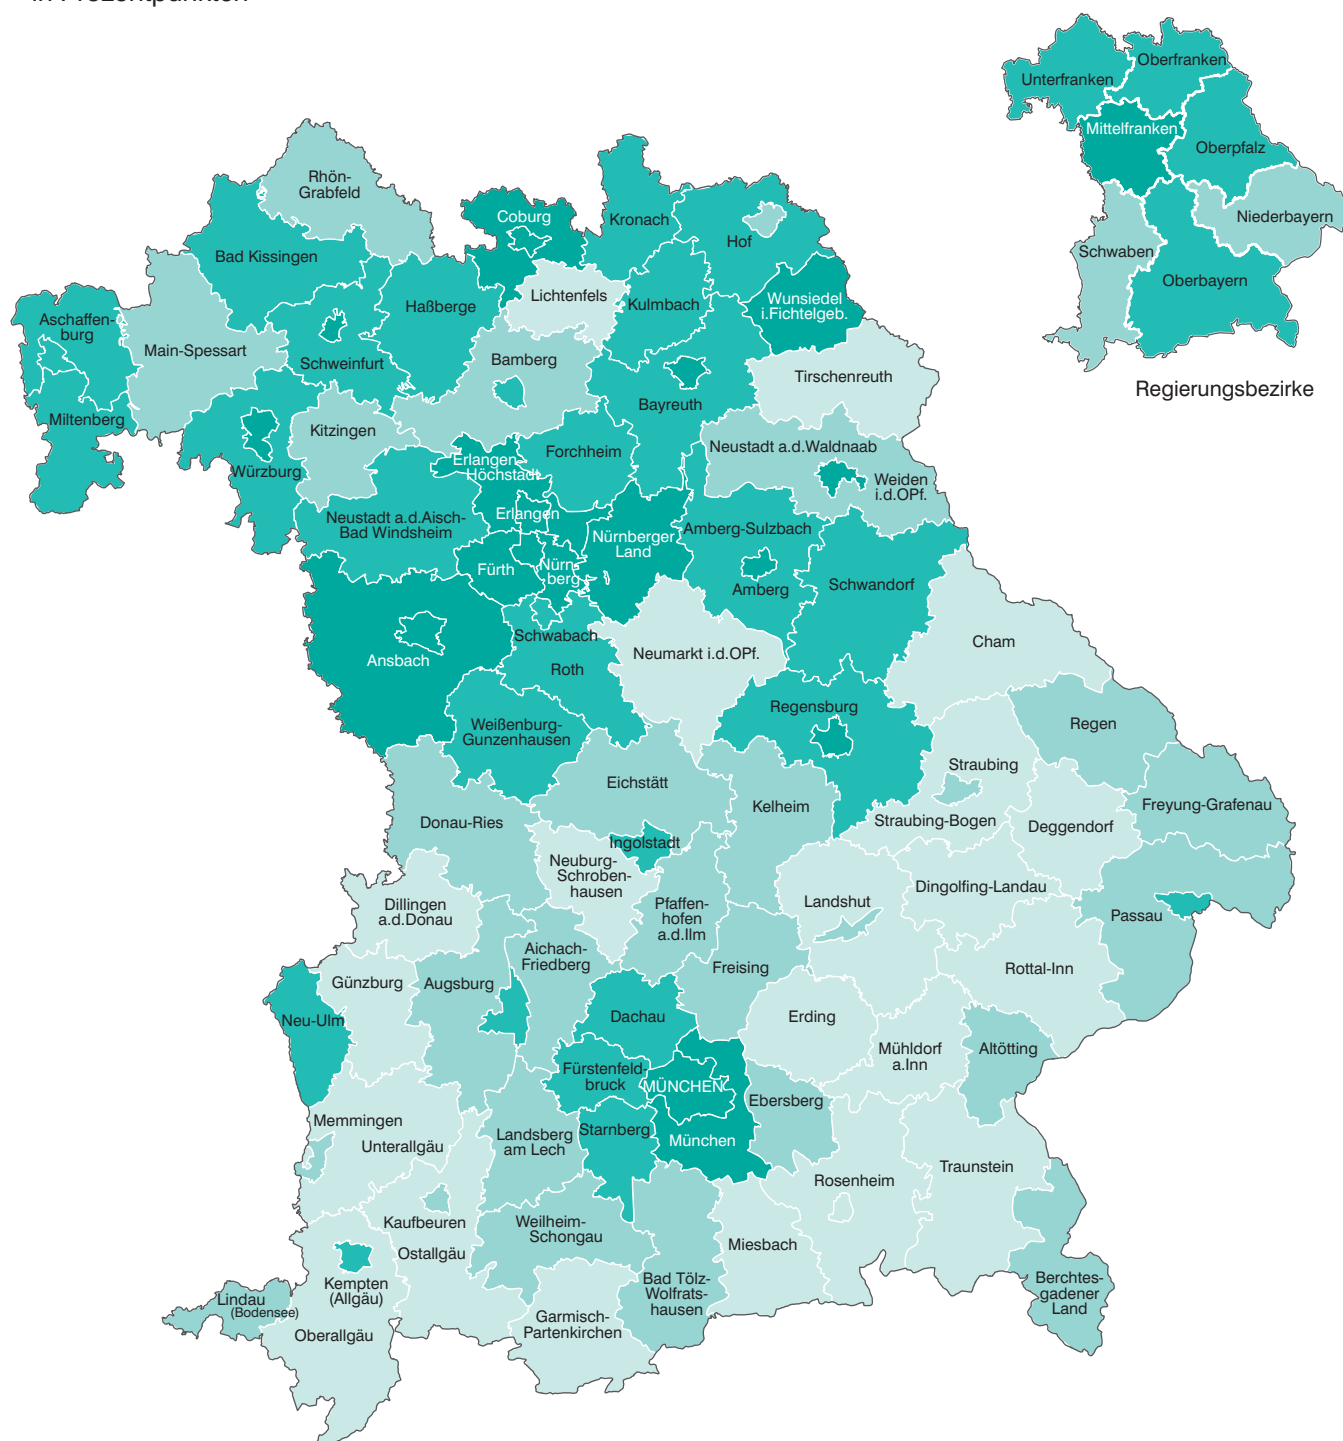 Oberfranken
Unterfranken
Mittelfranken
Oberpfalz
Niederbayern
Schwaben
Oberbayern
Regierungsbezirke
Rhön-
Grabfeld
Coburg
Kronach
Hof
Bad Kissingen
Lichtenfels
Kulmbach
Wunsiedel
i.Fichtelgeb.
Haßberge
Aschaffen-
burg
Main-Spessart
Schweinfurt
Bamberg
Tirschenreuth
Bayreuth
Miltenberg
Kitzingen
Würzburg
Erlangen-
Höchstadt
Forchheim
Neustadt a.d.Waldnaab
Weiden
i.d.OPf.
Neustadt a.d.Aisch-
Bad Windsheim
Erlangen
Nürnberger
Land
Amberg-Sulzbach
Fürth
Nürn-
berg
Amberg
Schwandorf
Schwabach
Ansbach
Roth
Neumarkt i.d.OPf.
Cham
Weißenburg-
Gunzenhausen
Regensburg
Regen
Straubing
Eichstätt
Kelheim
Freyung-Grafenau
Donau-Ries
Straubing-Bogen
Deggendorf
Ingolstadt
Neuburg-
Schroben-
hausen
Dingolfing-Landau
Dillingen
a.d.Donau
Pfaffen-
hofen
a.d.Ilm
Landshut
Passau
Aichach-
Friedberg
Freising
Rottal-Inn
Günzburg
Augsburg
Neu-Ulm
Dachau
Erding
Mühldorf
a.Inn
Altötting
Fürstenfeld-
bruck
MÜNCHEN
Ebersberg
Memmingen
Unterallgäu
Landsberg
am Lech
Starnberg
München
Traunstein
Rosenheim
Kaufbeuren
Ostallgäu
Weilheim-
Schongau
Miesbach
Kempten
(Allgäu)
Bad Tölz-
Wolfrats-
hausen
Berchtes-
gadener
Land
Lindau
(Bodensee)
Oberallgäu
Garmisch-
Partenkirchen